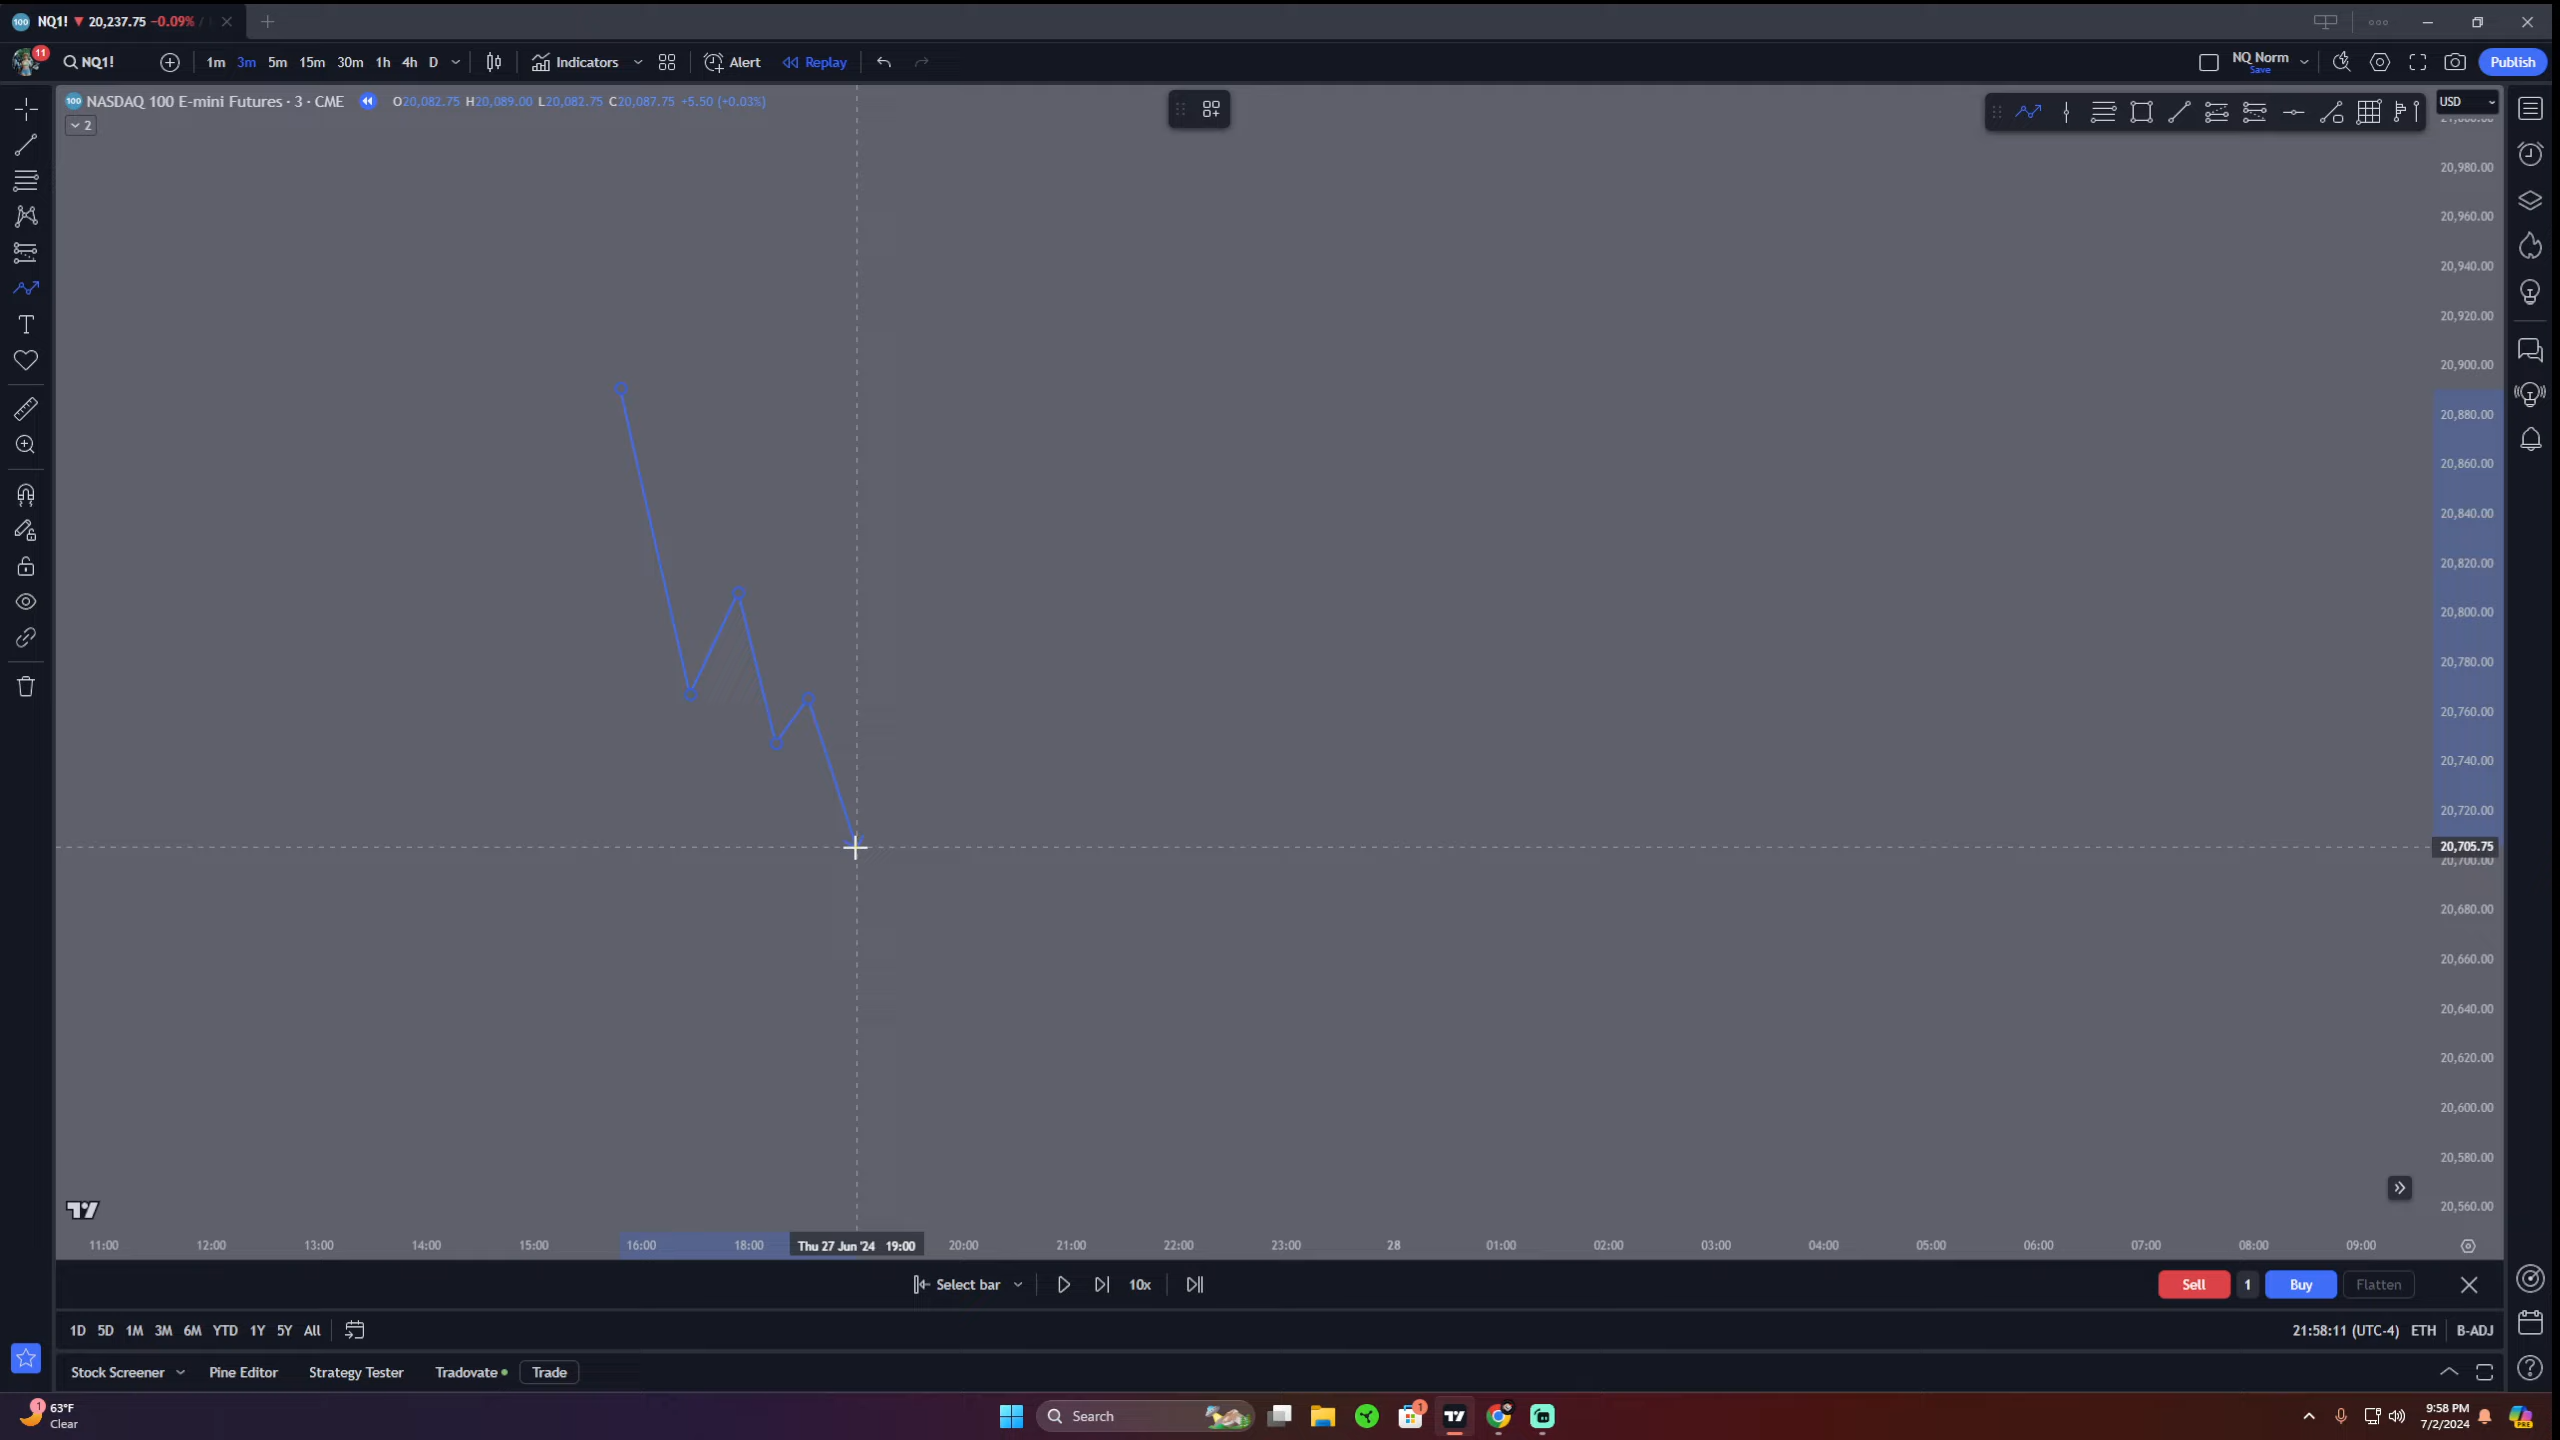 NQ1! ▼ 20,237.75 −0.09% /
11
NQ1! 1m 3m 5m 15m 30m 1h 4h D Indicators Alert Replay NQ Norm Save Publish
NASDAQ 100 E-mini Futures · 3 · CME O20,082.75 H20,089.00 L20,082.75 C20,087.75 +5.50 (+0.03%)
USD
2
20,980.00
20,960.00
20,940.00
20,920.00
20,900.00
20,880.00
20,860.00
20,840.00
20,820.00
20,800.00
20,780.00
20,760.00
20,740.00
20,720.00
20,705.75
20,700.00
20,680.00
20,660.00
20,640.00
20,620.00
20,600.00
20,580.00
20,560.00
11:00 12:00 13:00 14:00 15:00 16:00 18:00 Thu 27 Jun '24 19:00 20:00 21:00 22:00 23:00 28 01:00 02:00 03:00 04:00 05:00 06:00 07:00 08:00 09:00
Select bar 10x Sell 1 Buy Flatten
1D 5D 1M 3M 6M YTD 1Y 5Y All 21:58:11 (UTC-4) ETH B-ADJ
Stock Screener Pine Editor Strategy Tester Tradovate Trade
1 63°F
Clear
Search
1
9:58 PM
7/2/2024
PRE